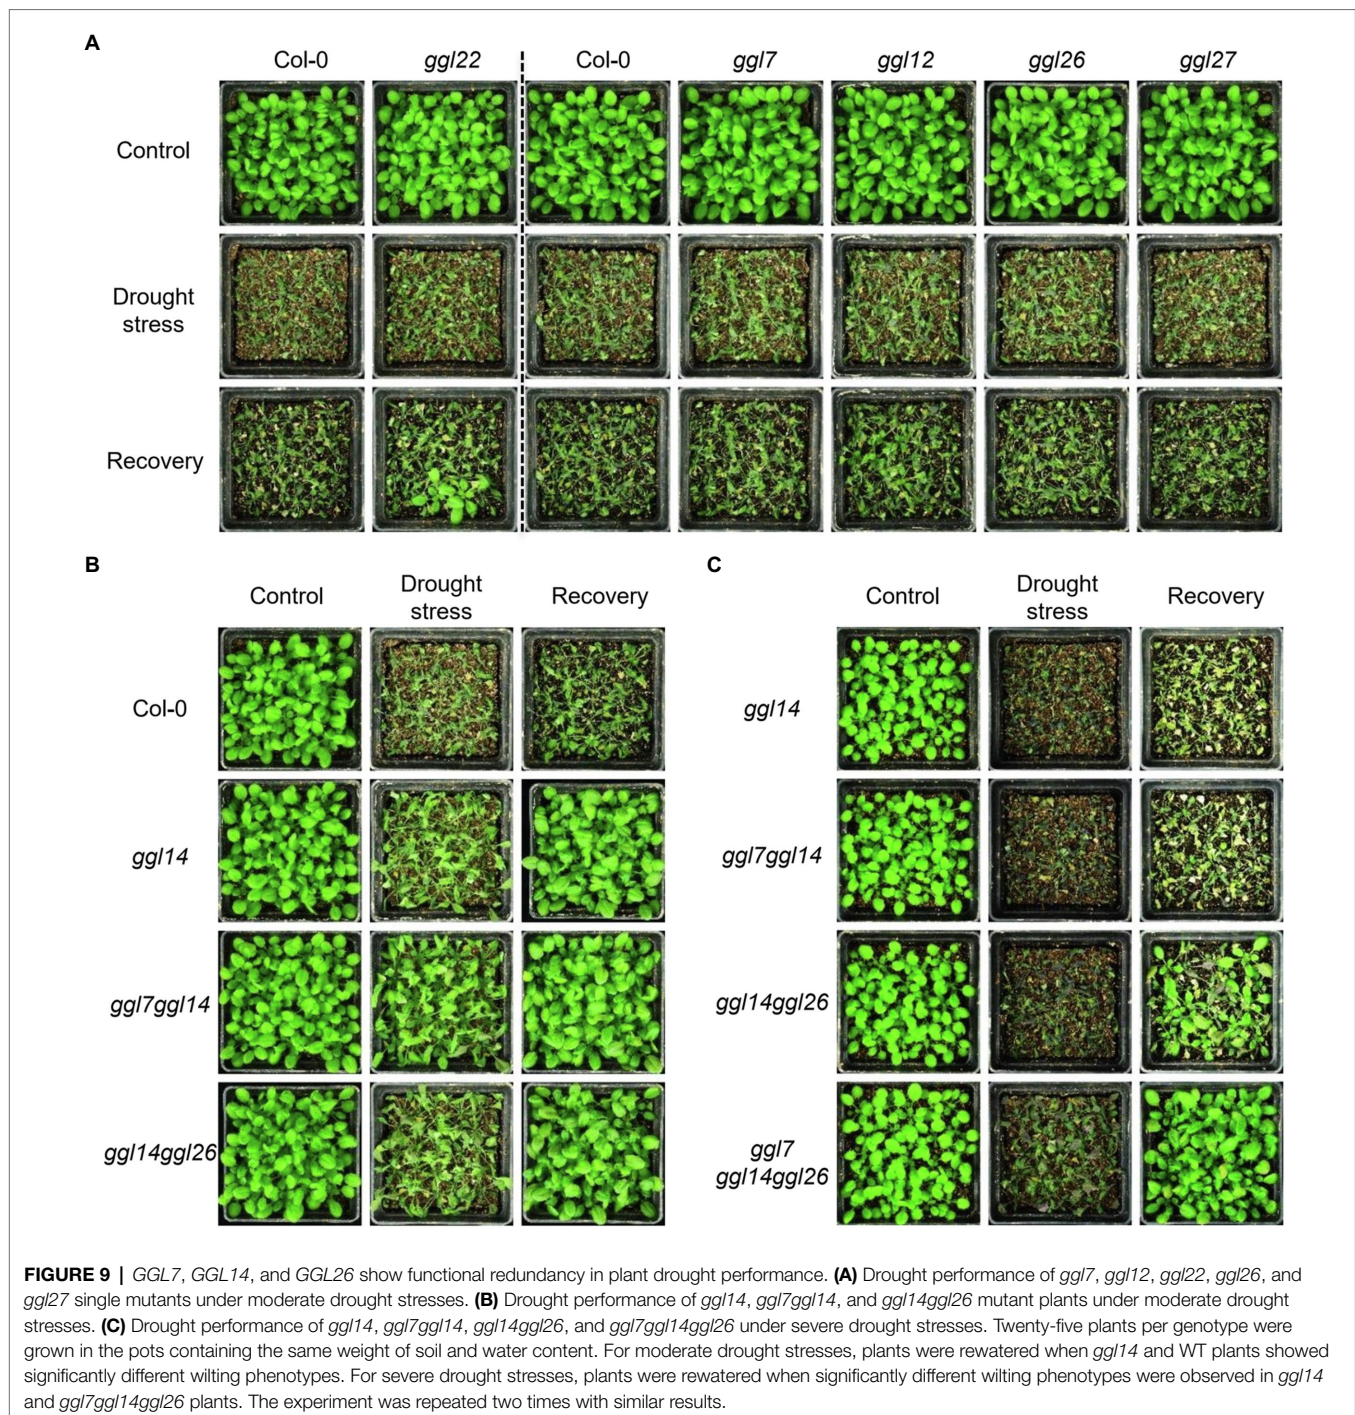 A
Col-0 ggl22 Col-0 ggl7 ggl12 ggl26 ggl27
Control
Drought
stress
Recovery
B
Control Drought
stress Recovery
Col-0
ggl14
ggl7ggl14
ggl14ggl26
C
Control Drought
stress Recovery
ggl14
ggl7ggl14
ggl14ggl26
ggl7
ggl14ggl26
FIGURE 9 | GGL7, GGL14, and GGL26 show functional redundancy in plant drought performance. (A) Drought performance of ggl7, ggl12, ggl22, ggl26, and
ggl27 single mutants under moderate drought stresses. (B) Drought performance of ggl14, ggl7ggl14, and ggl14ggl26 mutant plants under moderate drought
stresses. (C) Drought performance of ggl14, ggl7ggl14, ggl14ggl26, and ggl7ggl14ggl26 under severe drought stresses. Twenty-five plants per genotype were
grown in the pots containing the same weight of soil and water content. For moderate drought stresses, plants were rewatered when ggl14 and WT plants showed
significantly different wilting phenotypes. For severe drought stresses, plants were rewatered when significantly different wilting phenotypes were observed in ggl14
and ggl7ggl14ggl26 plants. The experiment was repeated two times with similar results.